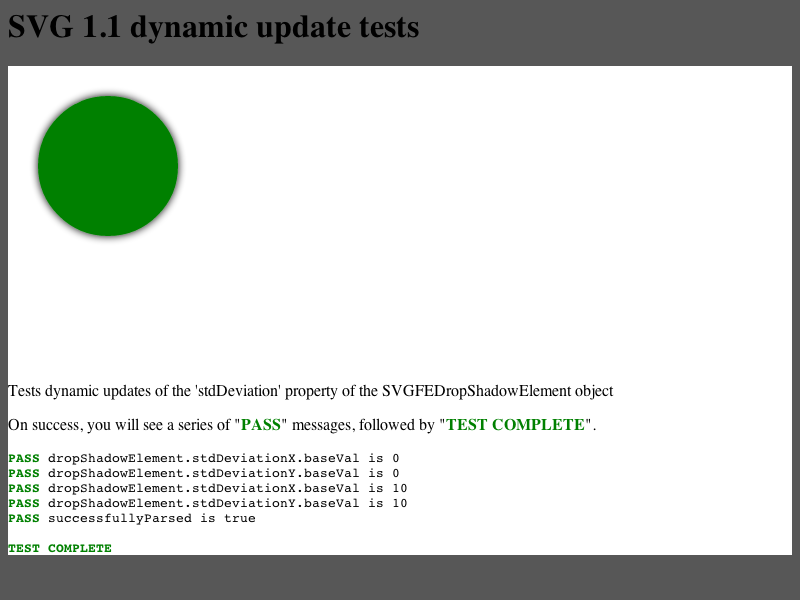 SVG 1.1 dynamic update tests
Tests dynamic updates of the 'stdDeviation' property of the SVGFEDropShadowElement object
On success, you will see a series of "PASS" messages, followed by "TEST COMPLETE".
PASS dropShadowElement.stdDeviationX.baseVal is 0
PASS dropShadowElement.stdDeviationY.baseVal is 0
PASS dropShadowElement.stdDeviationX.baseVal is 10
PASS dropShadowElement.stdDeviationY.baseVal is 10
PASS successfullyParsed is true
TEST COMPLETE